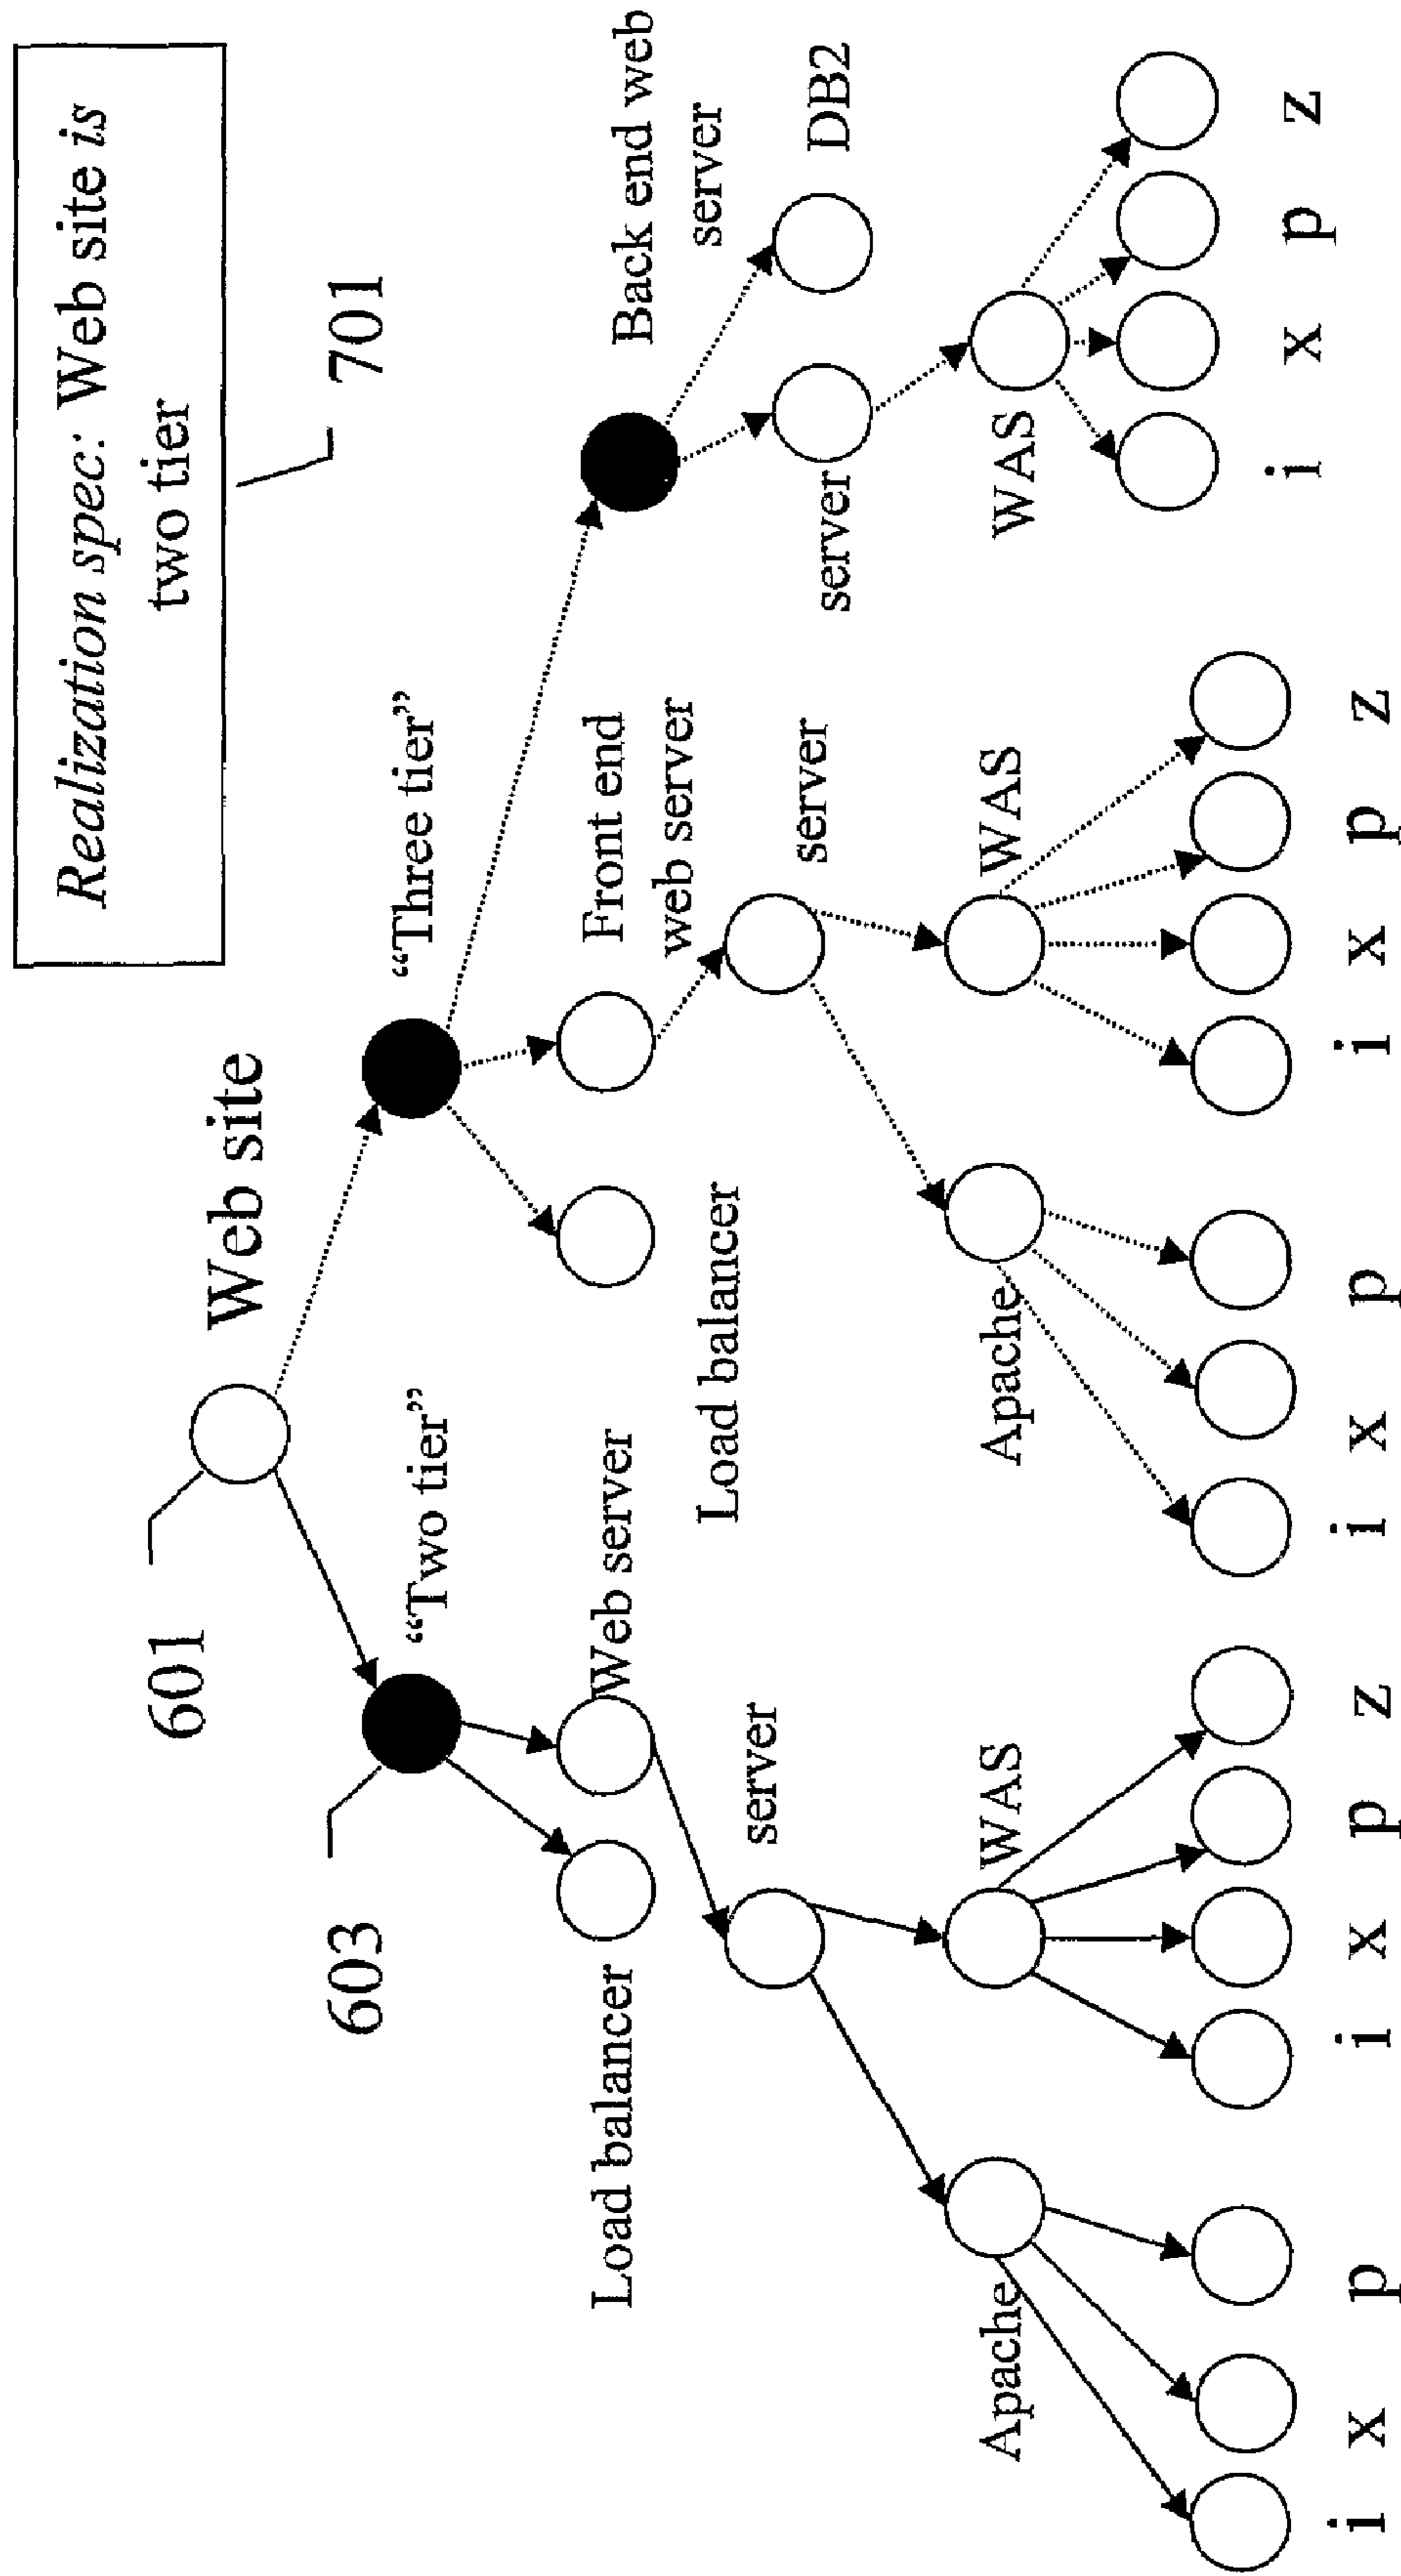 Realization spec: Web site is
two tier
701
Web site
601
"Two tier"
"Three tier"
603
Load balancer
Web server
Front end
web server
Back end web
server
Load balancer
server
server
server
DB2
Apache
WAS
Apache
WAS
WAS
i x p i x p z i x p i x p z i x p z